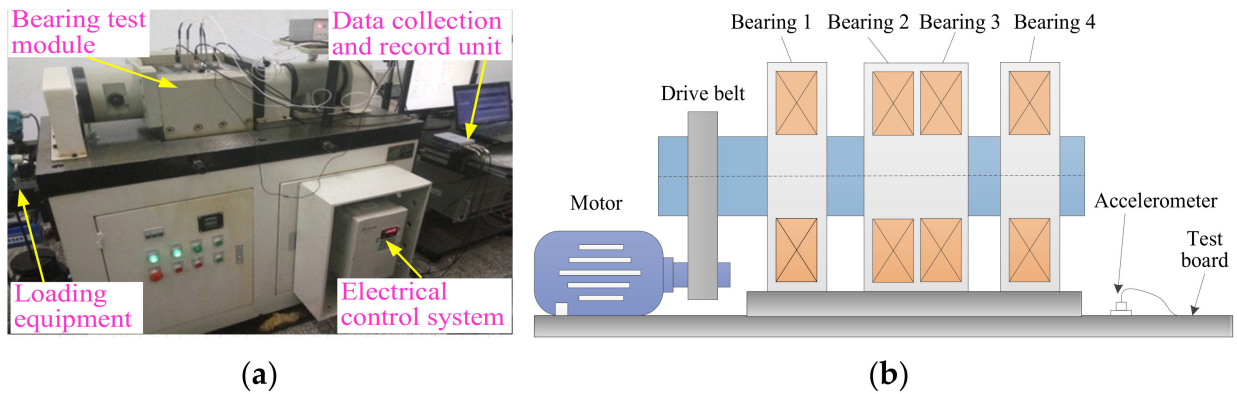 Bearing test
module
Data collection
and record unit
Loading
equipment
Electrical
control system
(a)
Bearing 1
Bearing 2
Bearing 3
Bearing 4
Drive belt
Motor
Accelerometer
Test
board
(b)